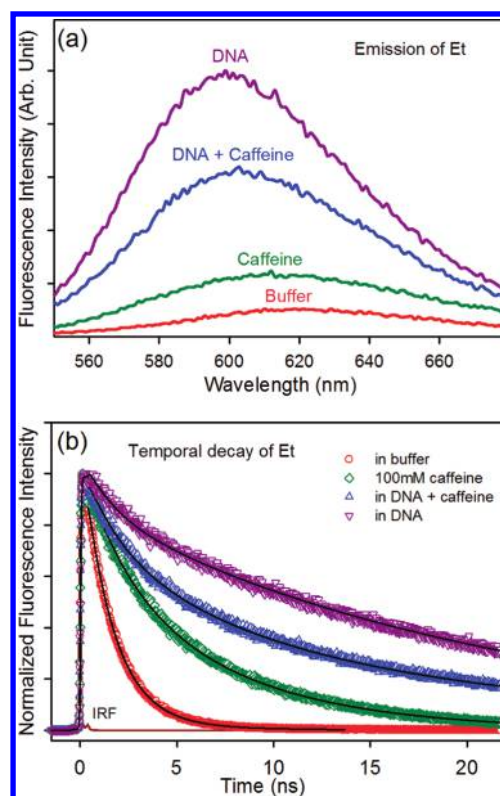 (a)
Emission of Et
DNA
DNA + Caffeine
Caffeine
Buffer
Fluorescence Intensity (Arb. Unit)
560 580 600 620 640 660
Wavelength (nm)
(b)
Temporal decay of Et
in buffer
100mM caffeine
in DNA + caffeine
in DNA
IRF
Normalized Fluorescence Intensity
0 5 10 15 20
Time (ns)